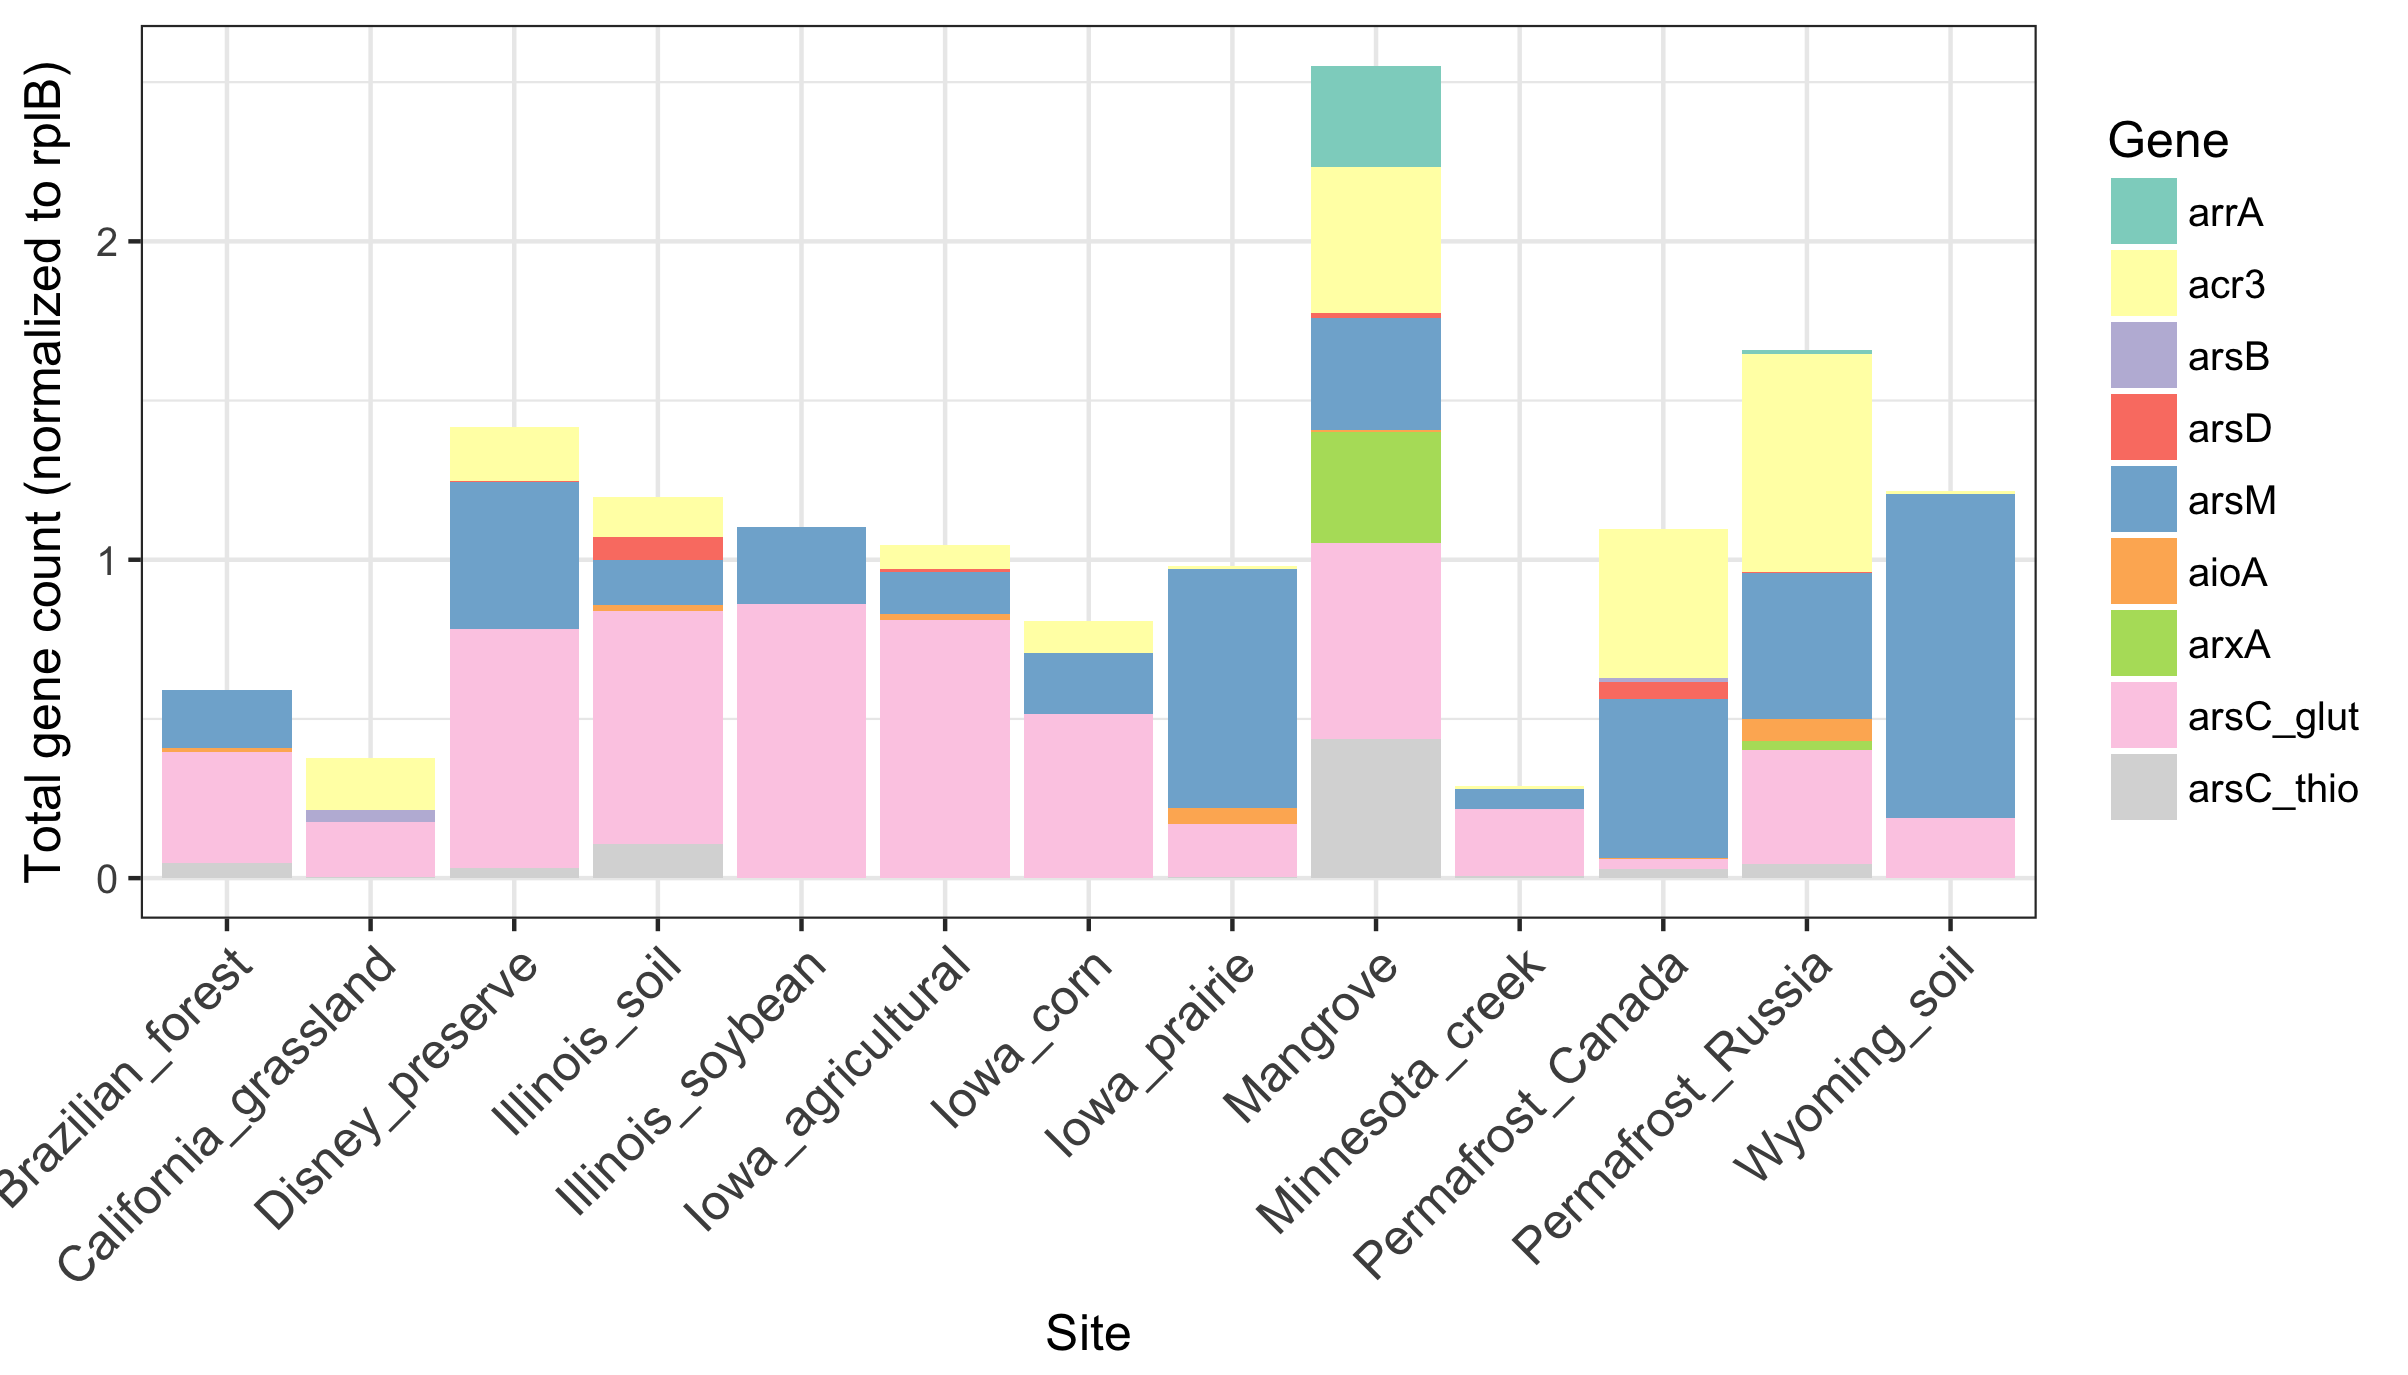 Total gene count (normalized to rplB)
2
1
0
Brazilian_forest
California_grassland
Disney_preserve
Illinois_soil
Illinois_soybean
Iowa_agricultural
Iowa_corn
Iowa_prairie
Mangrove
Minnesota_creek
Permafrost_Canada
Permafrost_Russia
Wyoming_soil
Site
Gene
arrA
acr3
arsB
arsD
arsM
aioA
arxA
arsC_glut
arsC_thio